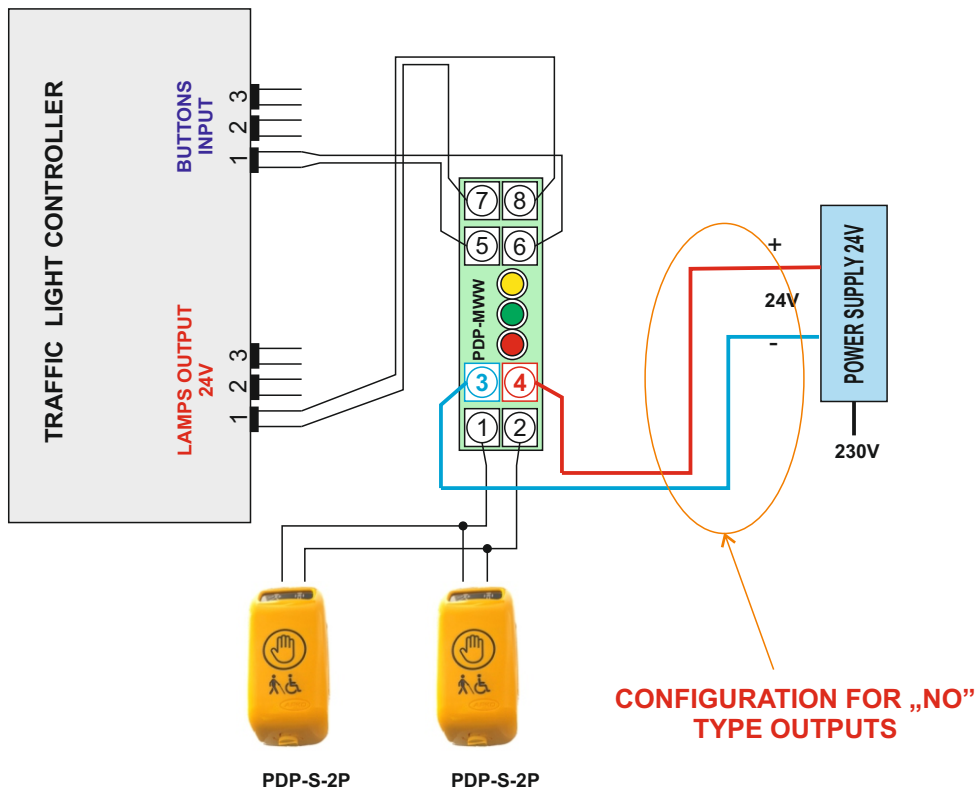 TRAFFIC LIGHT CONTROLLER
BUTTONS
INPUT
3
2
1
LAMPS OUTPUT
24V
3
2
1
7
8
5
6
PDP-MWW
3
4
1
2
+
24V
-
POWER SUPPLY 24V
230V
PDP-S-2P
PDP-S-2P
CONFIGURATION FOR „NO”
TYPE OUTPUTS